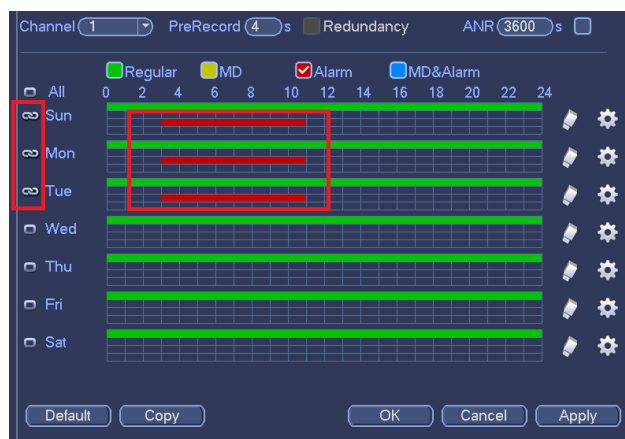 Channel 1 PreRecord 4 s Redundancy ANR 3600 s
Regular MD Alarm MD&Alarm
All 0 2 4 6 8 10 12 14 16 18 20 22 24
Sun
Mon
Tue
Wed
Thu
Fri
Sat
Default Copy OK Cancel Apply